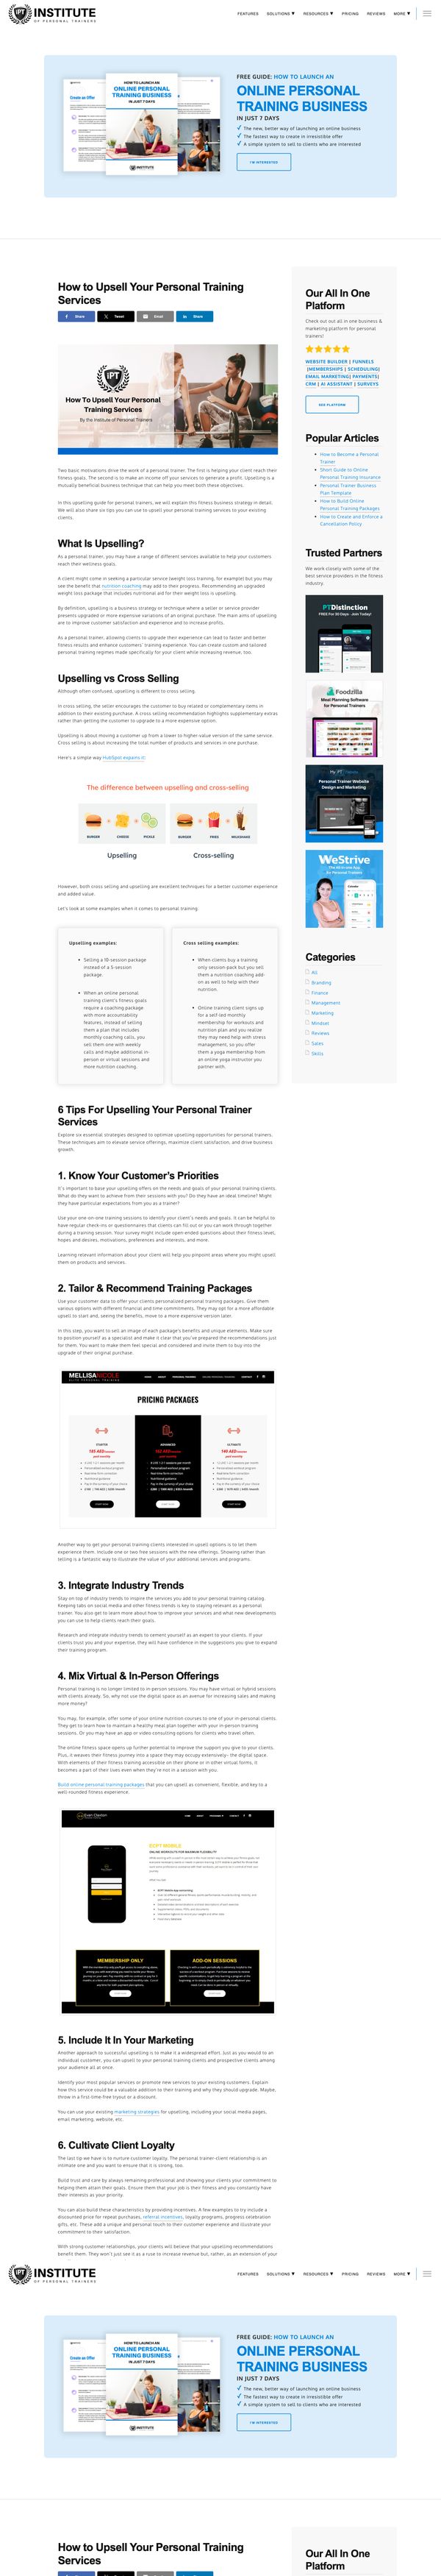 INSTITUTE
OF PERSONAL TRAINERS
FEATURES
SOLUTIONS ▼
RESOURCES ▼
PRICING
REVIEWS
MORE ▼
FREE GUIDE: HOW TO LAUNCH AN
ONLINE PERSONAL
TRAINING BUSINESS
IN JUST 7 DAYS
✓ The new, better way of launching an online business
✓ The fastest way to create in irresistible offer
✓ A simple system to sell to clients who are interested
I'M INTERESTED
Create an Offer
HOW TO LAUNCH AN
ONLINE PERSONAL
TRAINING BUSINESS
IN JUST 7 DAYS
INSTITUTE
How to Upsell Your Personal Training
Services
Share
Tweet
Email
Share
IPT
How To Upsell Your Personal
Training Services
By the Institute of Personal Trainers
Two basic motivations drive the work of a personal trainer. The first is helping your client reach their
fitness goals. The second is to make an income off your passion to generate a profit. Upselling is a
mutually beneficial business approach that can help you meet both these objectives.
In this upselling guide for personal trainers, we explore this fitness business strategy in detail.
We will also share six tips on how to upsell your offerings to current and potential training
clients.
What Is Upselling?
As a personal trainer, you may have a range of different services available to help your customers
reach their wellness goals.
A client might come in seeking a particular service (weight loss training, for example) but you may
see the benefit that nutrition coaching may add to their progress. Recommending an upgraded
weight loss package that includes nutritional aid for their weight loss is upselling.
By definition, upselling is a business strategy or technique where a seller or service provider
presents upgraded or more expensive variations of an original purchase. The main aims of upselling
are to improve customer satisfaction and experience and to increase profits.
As a personal trainer, allowing clients to upgrade their experience can lead to faster and better
fitness results and enhance customers' training experience. You can create custom and tailored
personal training regimes made specifically for your client while increasing revenue, too.
Upselling vs Cross Selling
Although often confused, upselling is different to cross selling.
In cross selling, the seller encourages the customer to buy related or complementary items in
addition to their existing purchase. A cross selling recommendation highlights supplementary extras
rather than getting the customer to upgrade to a more expensive option.
Upselling is about moving a customer up from a lower to higher-value version of the same service.
Cross selling is about increasing the total number of products and services in one purchase.
Here's a simple way HubSpot expains it:
The difference between upselling and cross-selling
BURGER
CHEESE
PICKLE
BURGER
FRIES
MILKSHAKE
Upselling
Cross-selling
However, both cross selling and upselling are excellent techniques for a better customer experience
and added value.
Let's look at some examples when it comes to personal training:
Upselling examples:
• Selling a 10-session package
instead of a 5-session
package.
• When an online personal
training client's fitness goals
require a coaching package
with more accountability
features, instead of selling
them a plan that includes
monthly coaching calls, you
sell them one with weekly
calls and maybe additional in-
person or virtual sessions and
more nutrition coaching.
Cross selling examples:
• When clients buy a training
only session pack but you sell
them a nutrition coaching add-
on as well to help with their
nutrition.
• Online training client signs up
for a self led monthly
membership for workouts and
nutrition plan and you realize
they may need help with stress
management, so you offer
them a yoga membership from
an online yoga instructor you
partner with.
6 Tips For Upselling Your Personal Trainer
Services
Explore six essential strategies designed to optimize upselling opportunities for personal trainers.
These techniques aim to elevate service offerings, maximize client satisfaction, and drive business
growth.
1. Know Your Customer's Priorities
It's important to base your upselling offers on the needs and goals of your personal training clients.
What do they want to achieve from their sessions with you? Do they have an ideal timeline? Might
they have particular expectations from you as a trainer?
Use your one-on-one training sessions to identify your client's needs and goals. It can be helpful to
have regular check-ins or questionnaires that clients can fill out or you can work through together
during a training session. Your survey might include open-ended questions about their fitness level,
hopes and desires, motivations, preferences and interests, and more.
Learning relevant information about your client will help you pinpoint areas where you might upsell
them on products and services.
2. Tailor & Recommend Training Packages
Use your customer data to offer your clients personalized personal training packages. Give them
various options with different financial and time commitments. They may opt for a more affordable
upsell to start and, seeing the benefits, move to a more expensive version later.
In this step, you want to sell an image of each package's benefits and unique elements. Make sure
to position yourself as a specialist and make it clear that you've prepared the recommendations just
for them. You want to make them feel special and considered and invite them to buy into the
upgrade of their original purchase.
MELLISANICOLE
PRICING PACKAGES
STARTER
ADVANCED
ULTIMATE
Another way to get your personal training clients interested in upsell options is to let them
experience them. Include one or two free sessions with the new offerings. Showing rather than
telling is a fantastic way to illustrate the value of your additional services and programs.
3. Integrate Industry Trends
Stay on top of industry trends to inspire the services you add to your personal training catalog.
Keeping tabs on social media and other fitness trends is key to staying relevant as a personal
trainer. You also get to learn more about how to improve your services and what new developments
you can use to help clients reach their goals.
Research and integrate industry trends to cement yourself as an expert to your clients. If your
clients trust you and your expertise, they will have confidence in the suggestions you give to expand
their training program.
4. Mix Virtual & In-Person Offerings
Personal training is no longer limited to in-person sessions. You may have virtual or hybrid sessions
with clients already. So, why not use the digital space as an avenue for increasing sales and making
more money?
You may, for example, offer some of your online nutrition courses to one of your in-personal clients.
They get to learn how to maintain a healthy meal plan together with your in-person training
sessions. Or you may have an app or video consulting options for clients who travel often.
The online fitness space opens up further potential to improve the support you give to your clients.
Plus, it weaves their fitness journey into a space they may occupy extensively- the digital space.
With elements of their fitness training accessible on their phone or in other virtual forms, it
becomes a part of their lives even when they're not in a session with you.
Build online personal training packages that you can upsell as convenient, flexible, and key to a
well-rounded fitness experience.
ECFT MOBILE
MEMBERSHIP ONLY
ADD-ON SESSIONS
5. Include It In Your Marketing
Another approach to successful upselling is to make it a widespread effort. Just as you would to an
individual customer, you can upsell to your personal training clients and prospective clients among
your audience all at once.
Identify your most popular services or promote new services to your existing customers. Explain
how this service could be a valuable addition to their training and why they should upgrade. Maybe,
throw in a first-time-free tryout or a discount.
You can use your existing marketing strategies for upselling, including your social media pages,
email marketing, website, etc.
6. Cultivate Client Loyalty
The last tip we have is to nurture customer loyalty. The personal trainer-client relationship is an
intimate one and you want to ensure that it is strong, too.
Build trust and care by always remaining professional and showing your clients your commitment to
helping them attain their goals. Ensure them that your job is their fitness and you constantly have
their interests as your priority.
You can also build these characteristics by providing incentives. A few examples to try include a
discounted price for repeat purchases, referral incentives, loyalty programs, progress celebration
gifts, etc. These add a unique and personal touch to their customer experience and illustrate your
commitment to their satisfaction.
With strong customer relationships, your clients will believe that your upselling recommendations
benefit them. They won't just see it as a ruse to increase revenue but, rather, as an extension of your
Our All In One
Platform
Check out out all in one business &
marketing platform for personal
trainers!
WEBSITE BUILDER | FUNNELS
|MEMBERSHIPS | SCHEDULING|
EMAIL MARKETING| PAYMENTS|
CRM | AI ASSISTANT | SURVEYS
SEE PLATFORM
Popular Articles
• How to Become a Personal
Trainer
• Short Guide to Online
Personal Training Insurance
• Personal Trainer Business
Plan Template
• How to Build Online
Personal Training Packages
• How to Create and Enforce a
Cancellation Policy
Trusted Partners
We work closely with some of the
best service providers in the fitness
industry.
PTDistinction
FREE For 30 Days - Join Today!
Foodzilla
Meal Planning Software
for Personal Trainers
Personal Trainer Website
Design and Marketing
WeStrive
The All-in-one App
for Personal Trainers
Categories
All
Branding
Finance
Management
Marketing
Mindset
Reviews
Sales
Skills
INSTITUTE
OF PERSONAL TRAINERS
FEATURES
SOLUTIONS ▼
RESOURCES ▼
PRICING
REVIEWS
MORE ▼
FREE GUIDE: HOW TO LAUNCH AN
ONLINE PERSONAL
TRAINING BUSINESS
IN JUST 7 DAYS
✓ The new, better way of launching an online business
✓ The fastest way to create in irresistible offer
✓ A simple system to sell to clients who are interested
I'M INTERESTED
Create an Offer
HOW TO LAUNCH AN
ONLINE PERSONAL
TRAINING BUSINESS
IN JUST 7 DAYS
INSTITUTE
How to Upsell Your Personal Training
Services
Our All In One
Platform